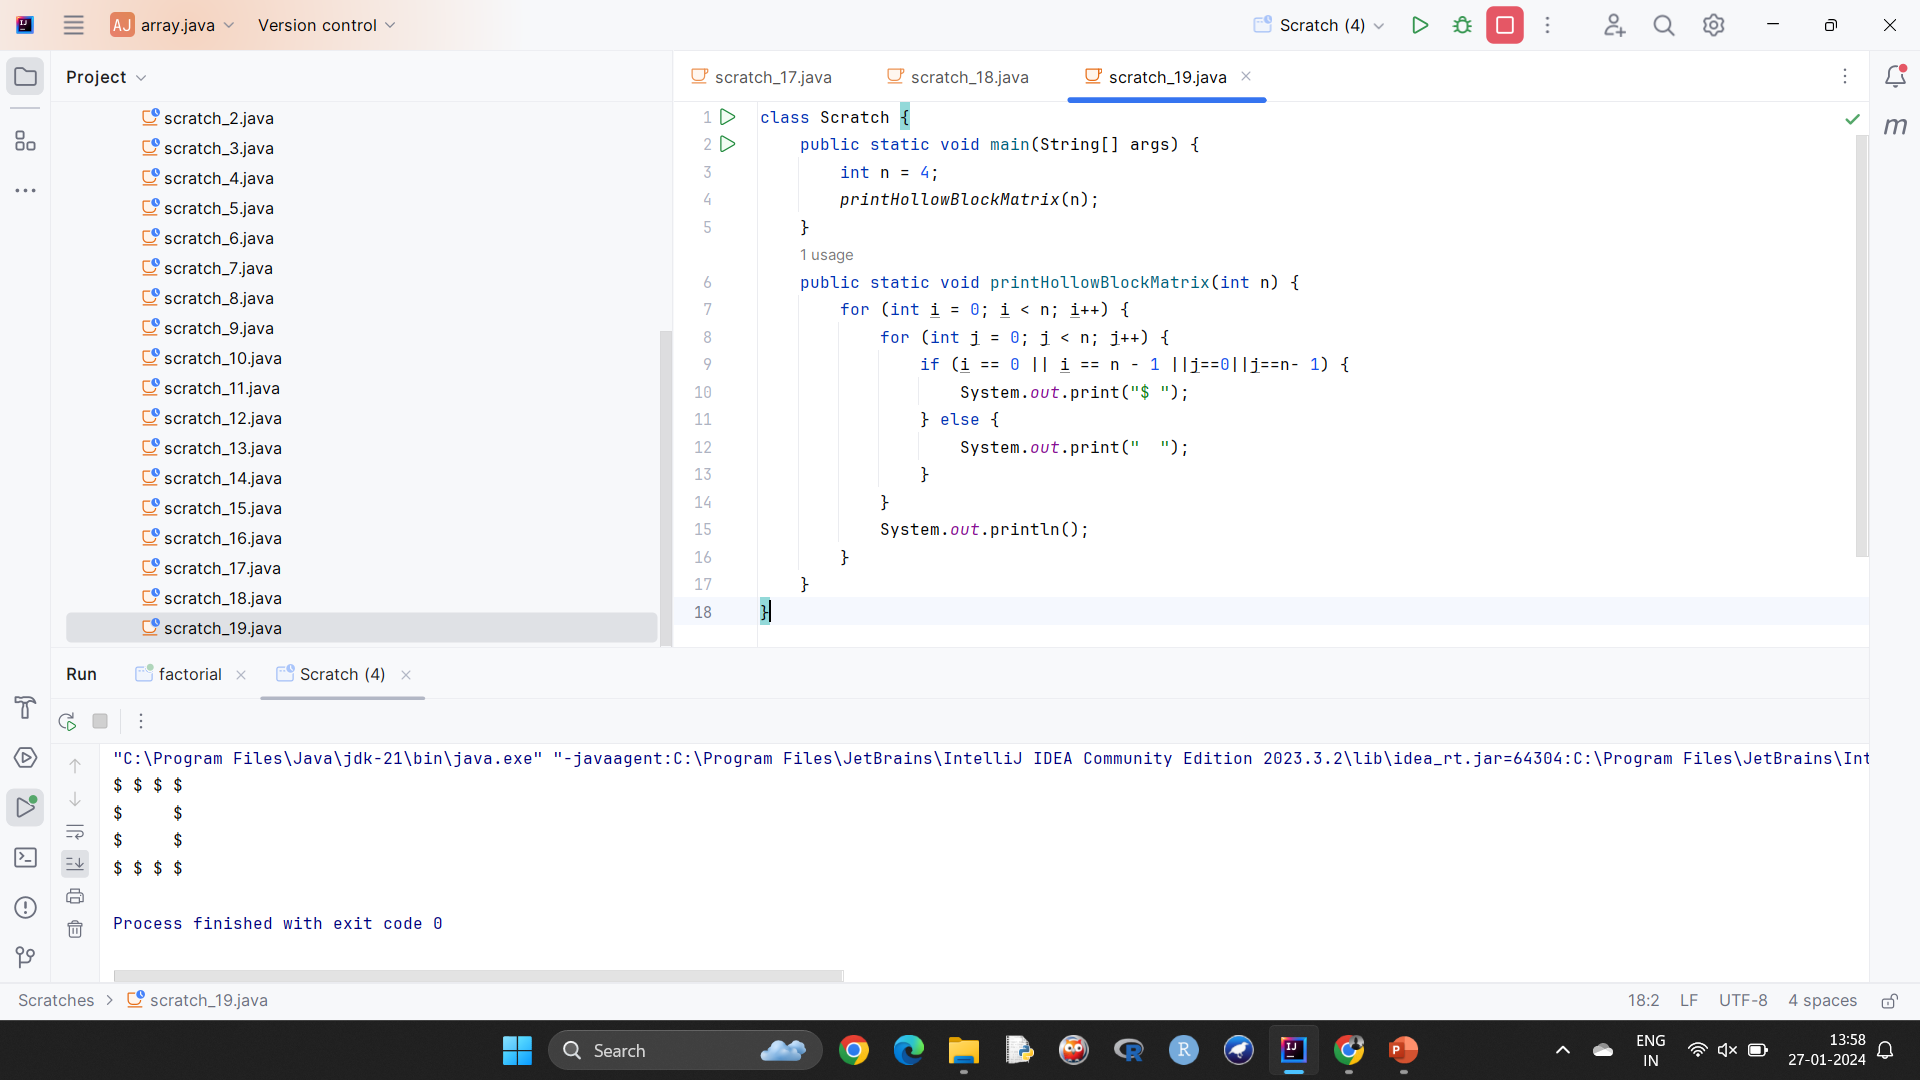 AJ array.java Version control Scratch (4)
Project
scratch_17.java scratch_18.java scratch_19.java
scratch_2.java
scratch_3.java
scratch_4.java
scratch_5.java
scratch_6.java
scratch_7.java
scratch_8.java
scratch_9.java
scratch_10.java
scratch_11.java
scratch_12.java
scratch_13.java
scratch_14.java
scratch_15.java
scratch_16.java
scratch_17.java
scratch_18.java
scratch_19.java
1 class Scratch {
2 public static void main(String[] args) {
3 int n = 4;
4 printHollowBlockMatrix(n);
5 }
1 usage
6 public static void printHollowBlockMatrix(int n) {
7 for (int i = 0; i < n; i++) {
8 for (int j = 0; j < n; j++) {
9 if (i == 0 || i == n - 1 ||j==0||j==n- 1) {
10 System.out.print("$ ");
11 } else {
12 System.out.print("  ");
13 }
14 }
15 System.out.println();
16 }
17 }
18 }
m
Run factorial Scratch (4)
"C:\Program Files\Java\jdk-21\bin\java.exe" "-javaagent:C:\Program Files\JetBrains\IntelliJ IDEA Community Edition 2023.3.2\lib\idea_rt.jar=64304:C:\Program Files\JetBrains\Int
$ $ $ $
$     $
$     $
$ $ $ $
Process finished with exit code 0
Scratches > scratch_19.java 18:2 LF UTF-8 4 spaces
Search
ENG
IN
13:58
27-01-2024